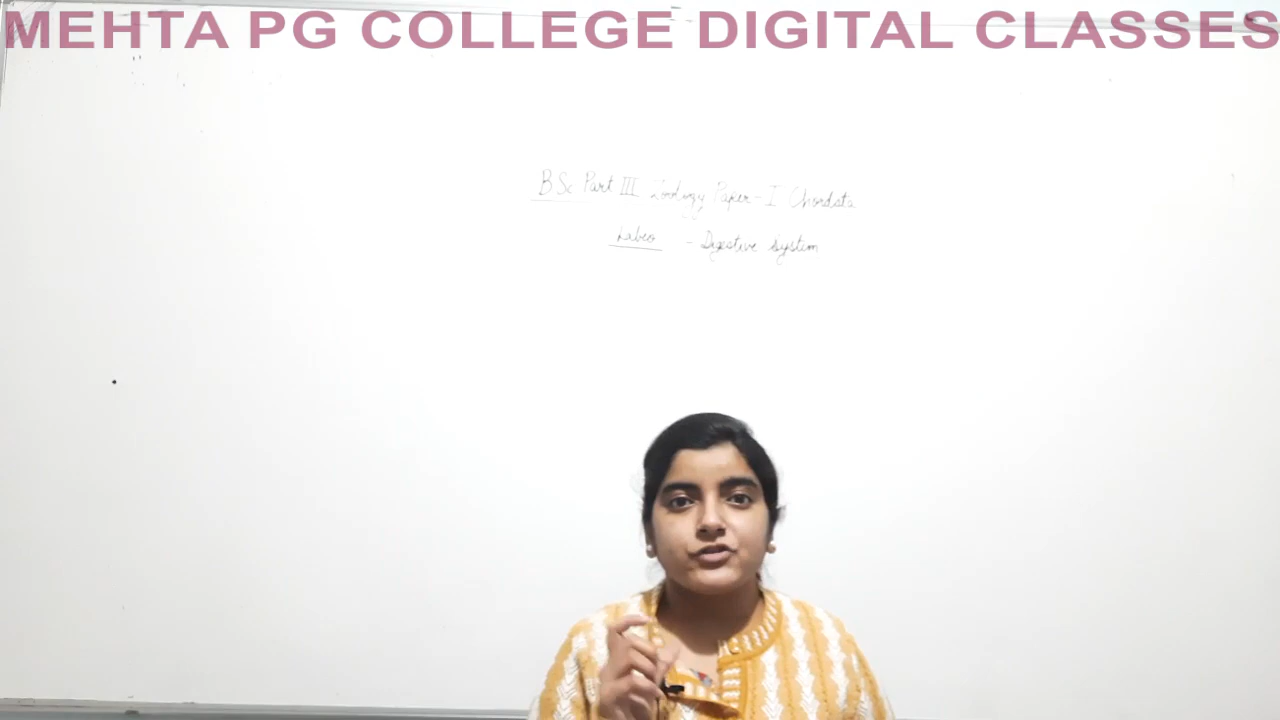 MEHTA PG COLLEGE DIGITAL CLASSES
B Sc Part III Zoology Paper - I Chordata
Labeo - Digestive System